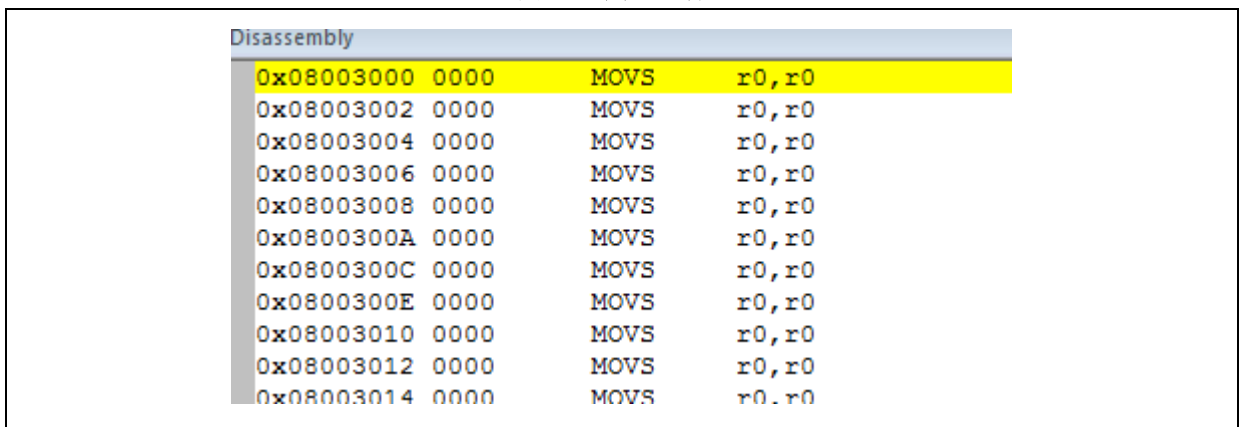 Disassembly
0x08003000 0000 MOVS r0,r0
0x08003002 0000 MOVS r0,r0
0x08003004 0000 MOVS r0,r0
0x08003006 0000 MOVS r0,r0
0x08003008 0000 MOVS r0,r0
0x0800300A 0000 MOVS r0,r0
0x0800300C 0000 MOVS r0,r0
0x0800300E 0000 MOVS r0,r0
0x08003010 0000 MOVS r0,r0
0x08003012 0000 MOVS r0,r0
0x08003014 0000 MOVS r0,r0